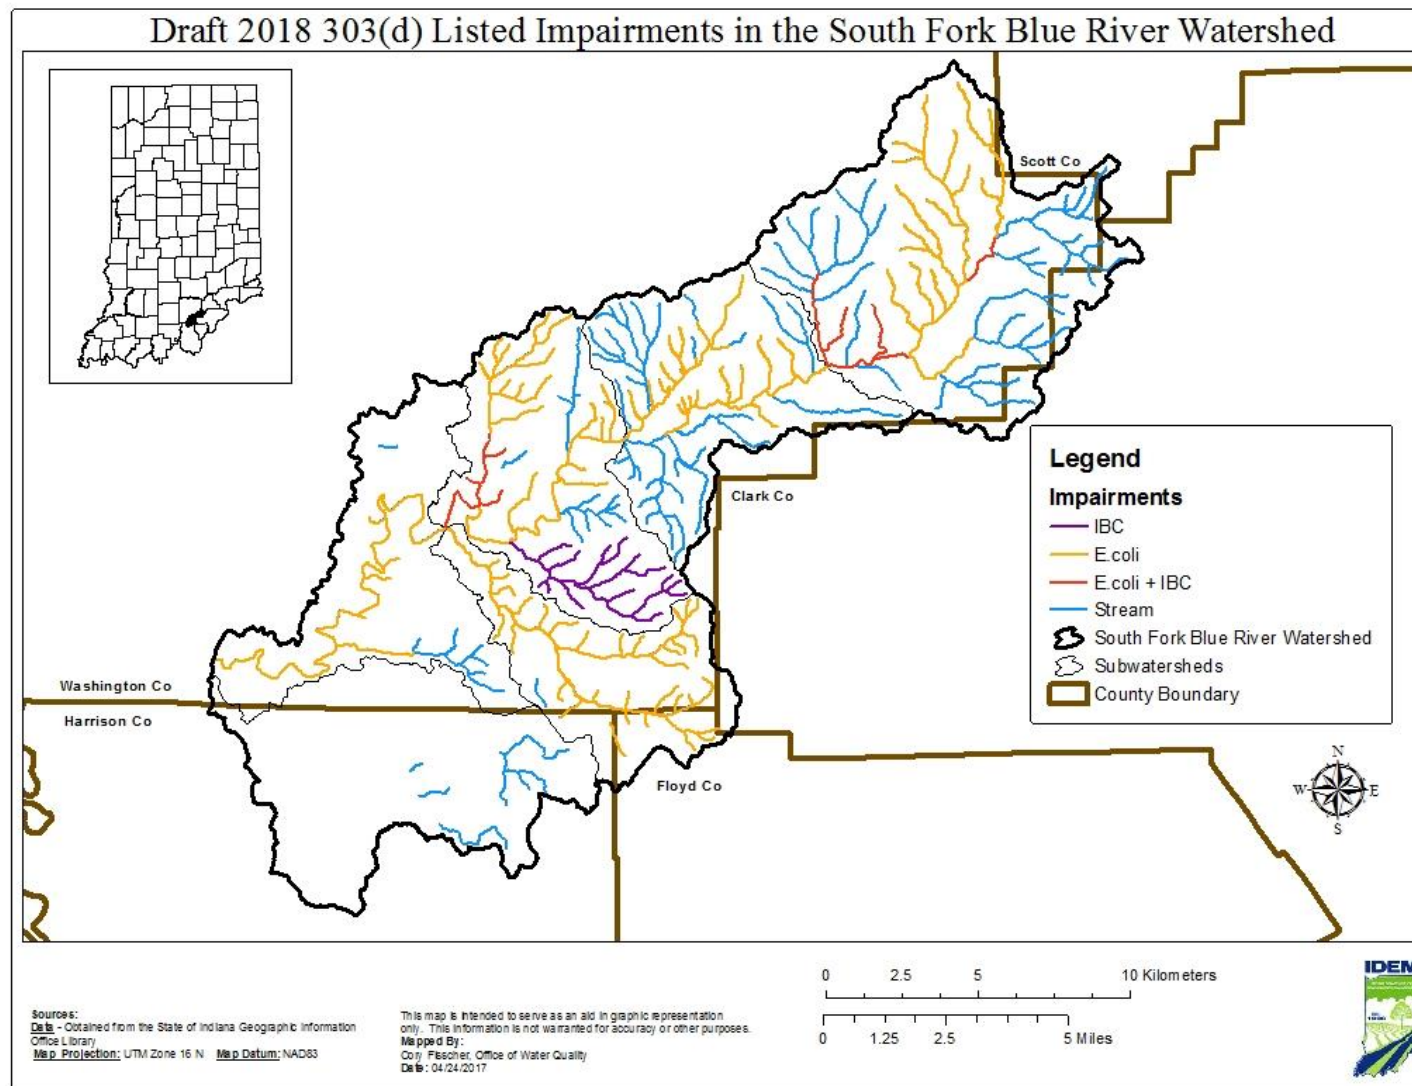 Draft 2018 303(d) Listed Impairments in the South Fork Blue River Watershed
Scott Co
Clark Co
Washington Co
Harrison Co
Floyd Co
Legend
Impairments
IBC
E.coli
E.coli + IBC
Stream
South Fork Blue River Watershed
Subwatersheds
County Boundary
N
W E
S
0 2.5 5 10 Kilometers
0 1.25 2.5 5 Miles
Sources:
Data - Obtained from the State of Indiana Geographic Information
Office Library
Map Projection: UTM Zone 16 N Map Datum: NAD83
This map is intended to serve as an aid in graphic representation
only. This information is not warranted for accuracy or other purposes.
Mapped By:
Cory Fisscher, Office of Water Quality
Date: 04/24/2017
IDEM